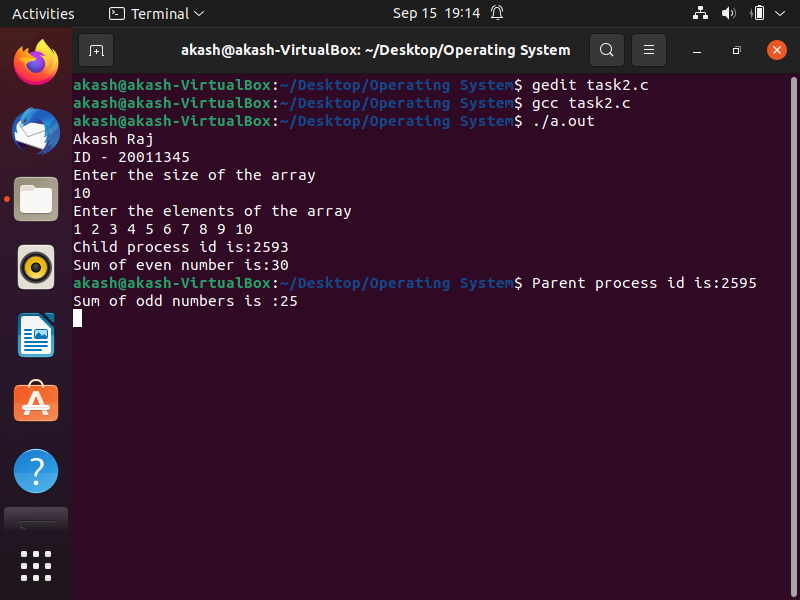 Activities Terminal Sep 15 19:14
akash@akash-VirtualBox: ~/Desktop/Operating System
akash@akash-VirtualBox:~/Desktop/Operating System$ gedit task2.c
akash@akash-VirtualBox:~/Desktop/Operating System$ gcc task2.c
akash@akash-VirtualBox:~/Desktop/Operating System$ ./a.out
Akash Raj
ID - 20011345
Enter the size of the array
10
Enter the elements of the array
1 2 3 4 5 6 7 8 9 10
Child process id is:2593
Sum of even number is:30
akash@akash-VirtualBox:~/Desktop/Operating System$ Parent process id is:2595
Sum of odd numbers is :25